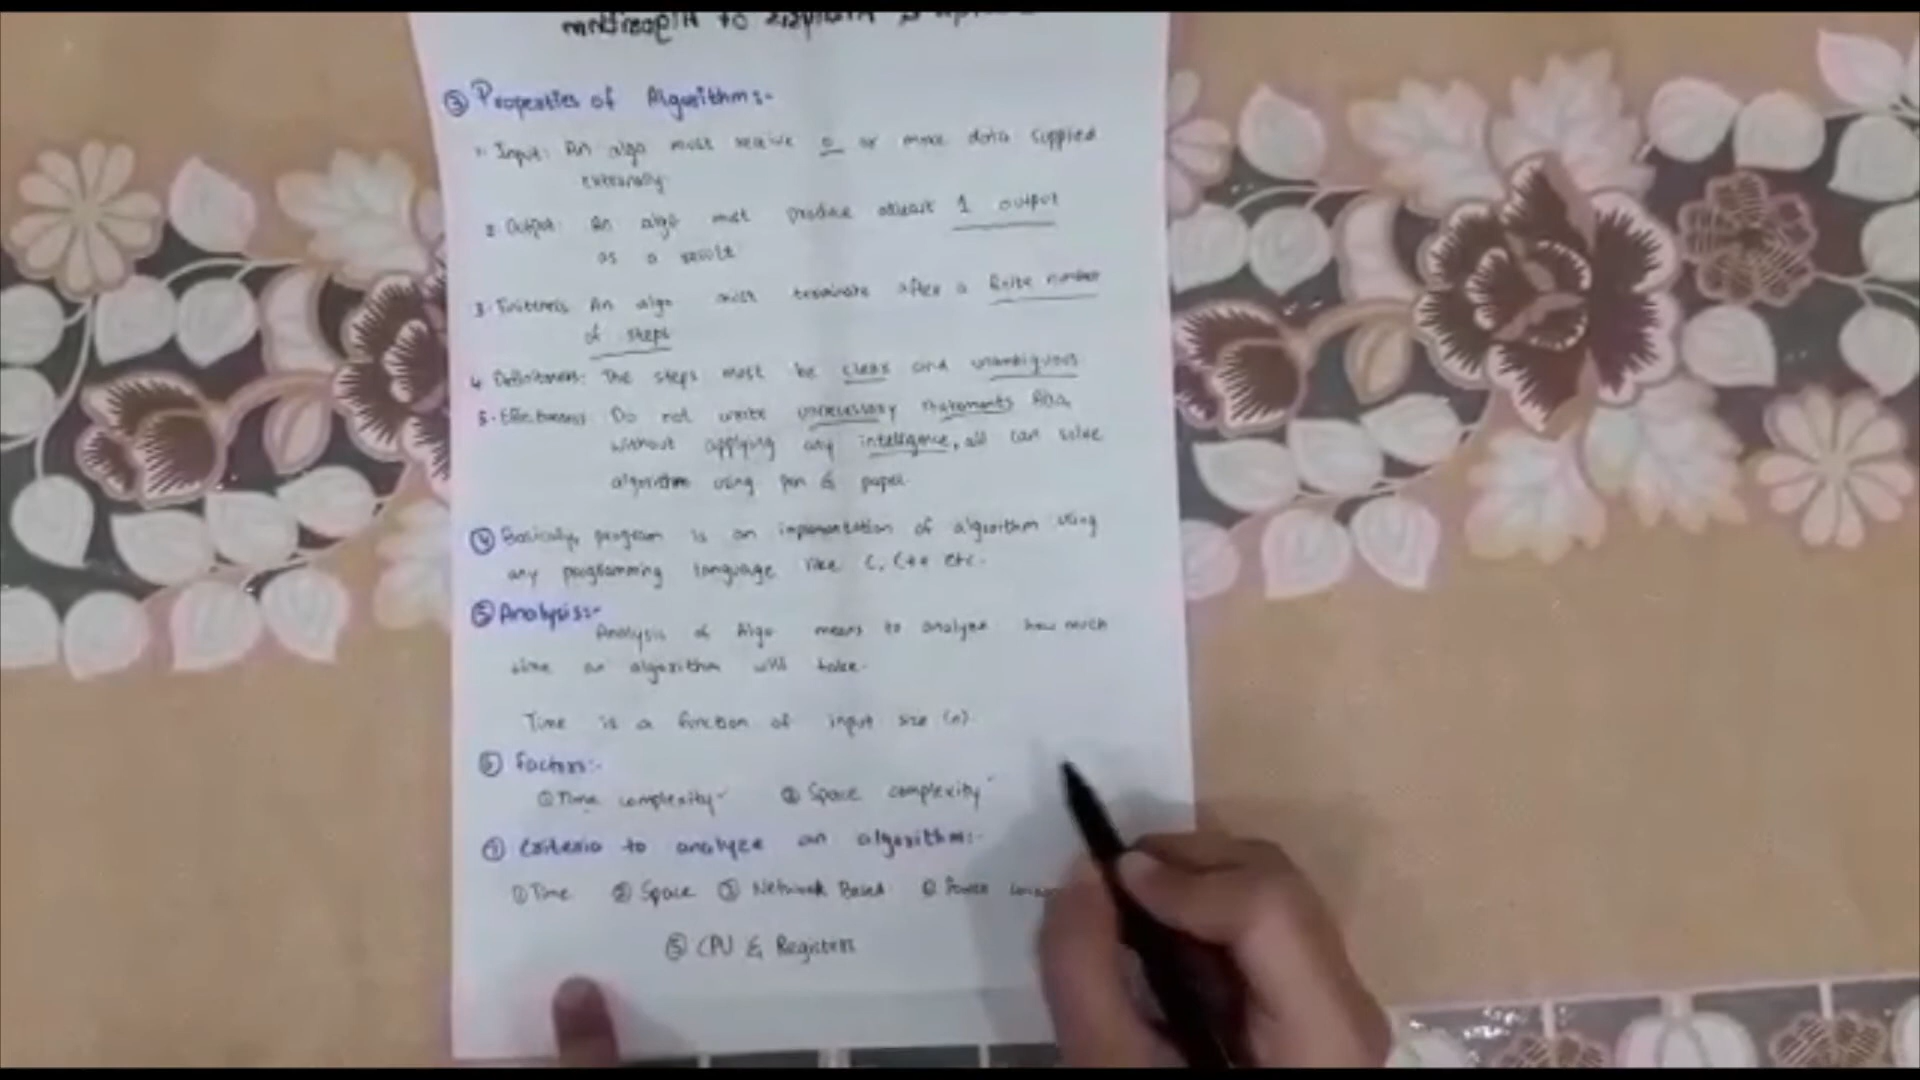 ③ Properties of Algorithms:-
1. Input: An algo must receive 0 or more data suppied
externally.
2. Output: An algo must produce atleast 1 output
as a result
3. Finiteness An algo must terminate after a finite number
of steps
4. Definitness: The steps must be clear and unambiguous
5. Effectiveness: Do not write unnecessary statements Also,
without applying any intelligence, all can solve
algorithm using pen & paper.
④ Basically, program is an impementation of algorithm using
any programming language like C, C++ etc.
⑤ Analysis:-
Analysis of Algo means to analyze how much
time an algorithm will take.
Time is a function of input size (n).
⑥ Factors:-
① Time complexity ② Space complexity
⑦ Criteria to analyze an algorithm:-
① Time ② Space ③ Network Based ④ Power
⑤ CPU & Registers